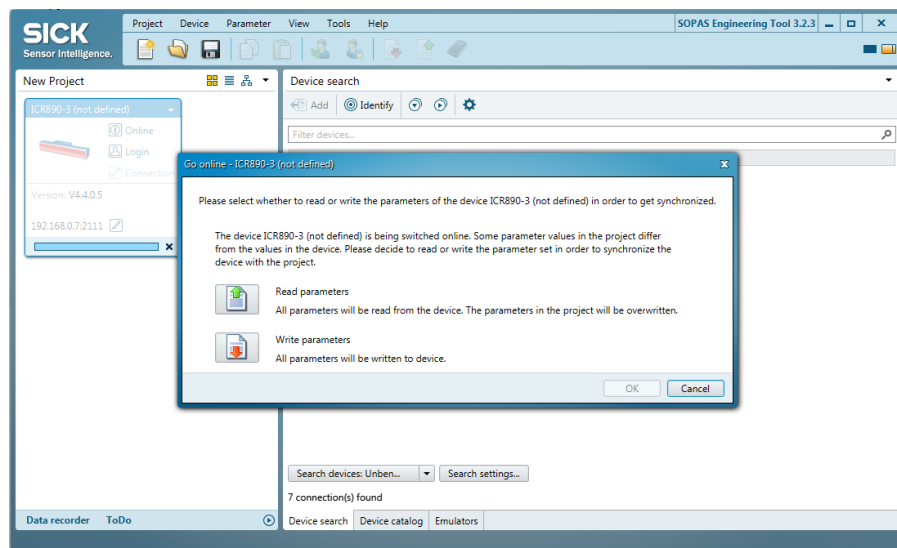 SICK
Sensor Intelligence.
Project Device Parameter View Tools Help
SOPAS Engineering Tool 3.2.3
New Project
Device search
Add Identify
Filter devices...
ICR890-3 (not defined)
Online
Login
Connection
Version: V4.4.0.5
192.168.0.7:2111
Go online - ICR890-3 (not defined)
Please select whether to read or write the parameters of the device ICR890-3 (not defined) in order to get synchronized.
The device ICR890-3 (not defined) is being switched online. Some parameter values in the project differ
from the values in the device. Please decide to read or write the parameter set in order to synchronize the
device with the project.
Read parameters
All parameters will be read from the device. The parameters in the project will be overwritten.
Write parameters
All parameters will be written to device.
OK Cancel
Search devices: Unben... Search settings...
7 connection(s) found
Data recorder ToDo
Device search Device catalog Emulators